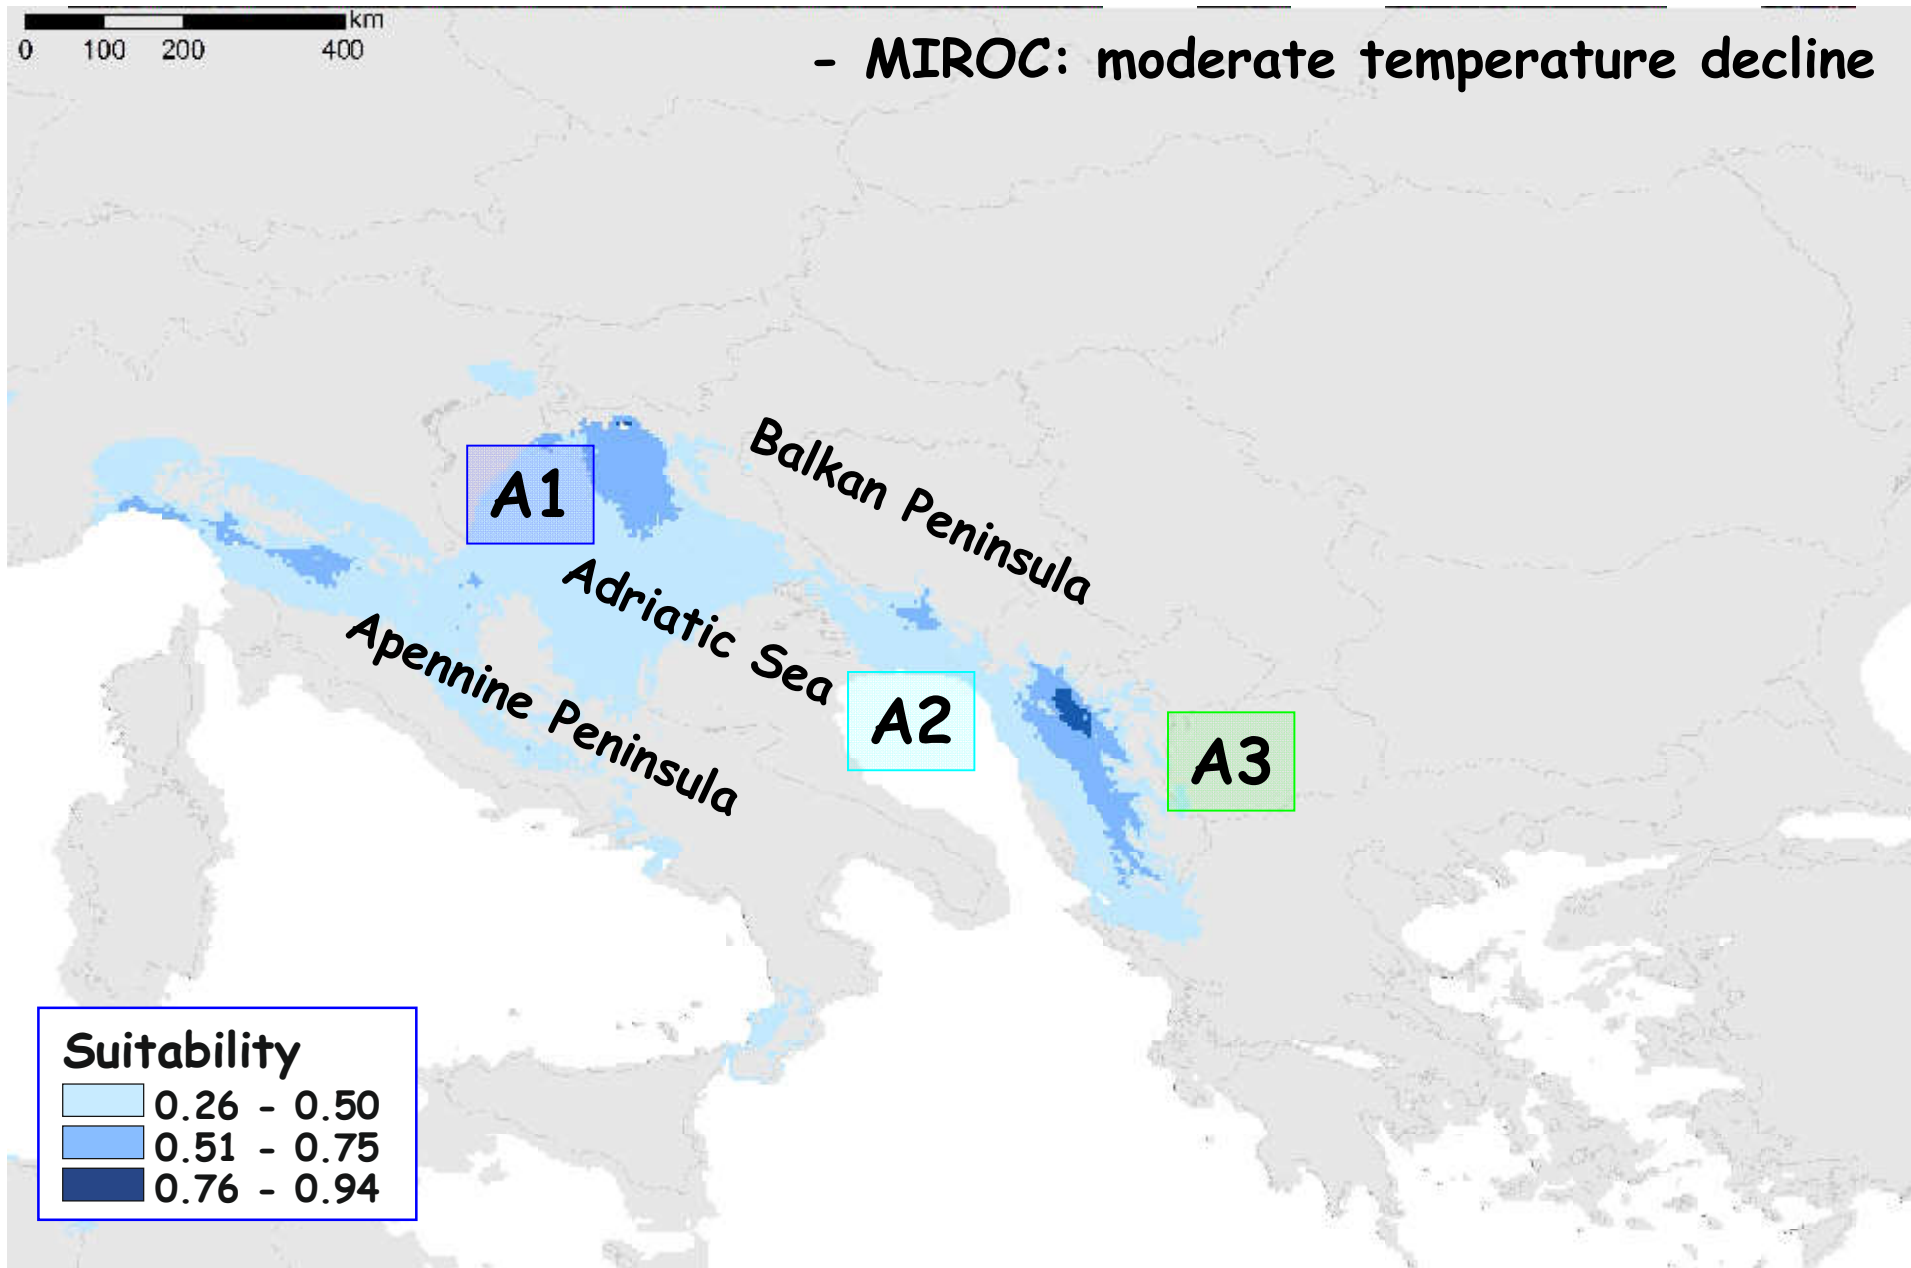 km
0 100 200 400
- MIROC: moderate temperature decline
Balkan Peninsula
A1
Adriatic Sea
Apennine Peninsula
A2
A3
Suitability
0.26 - 0.50
0.51 - 0.75
0.76 - 0.94